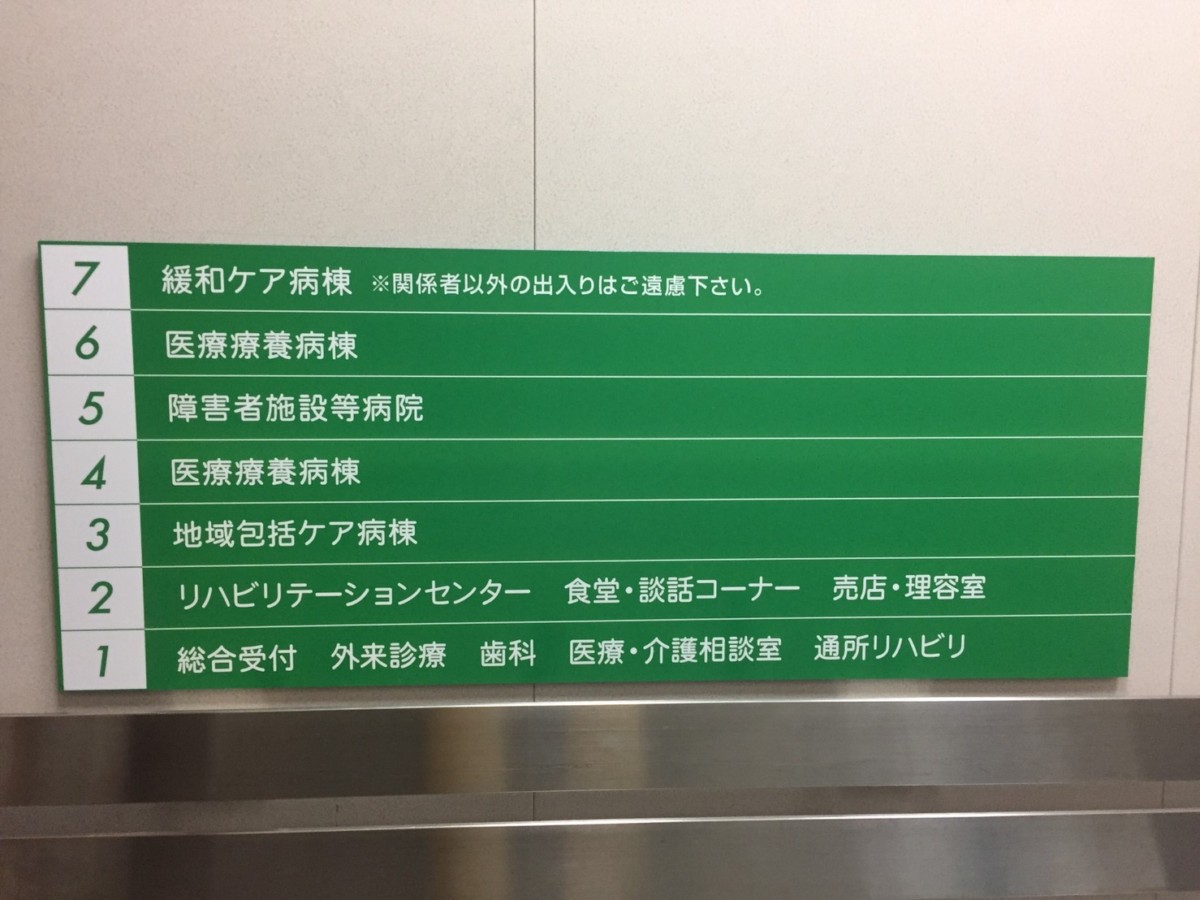 7 緩和ケア病棟 ※関係者以外の出入りはご遠慮下さい。
6 医療療養病棟
5 障害者施設等病院
4 医療療養病棟
3 地域包括ケア病棟
2 リハビリテーションセンター 食堂・談話コーナー 売店・理容室
1 総合受付 外来診療 歯科 医療・介護相談室 通所リハビリ